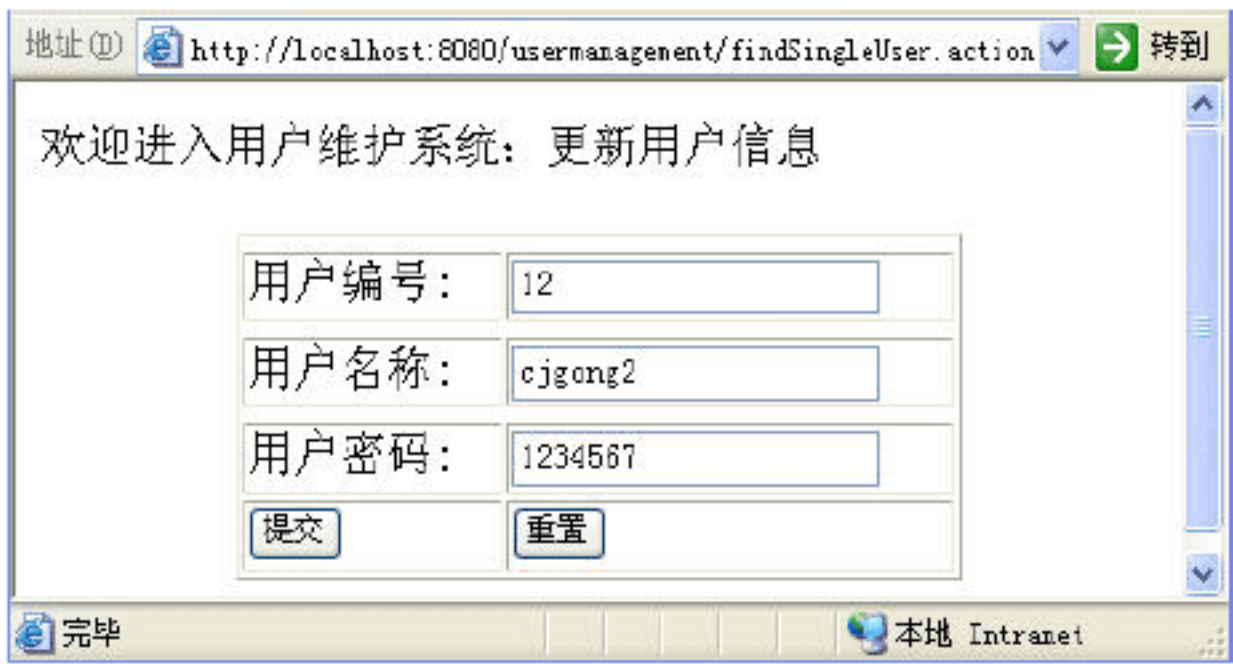 地址(D) http://localhost:8080/usermanagement/findSingleUser.action 转到
欢迎进入用户维护系统：更新用户信息
用户编号： 12
用户名称： cjgong2
用户密码： 1234567
提交 重置
完毕 本地 Intranet